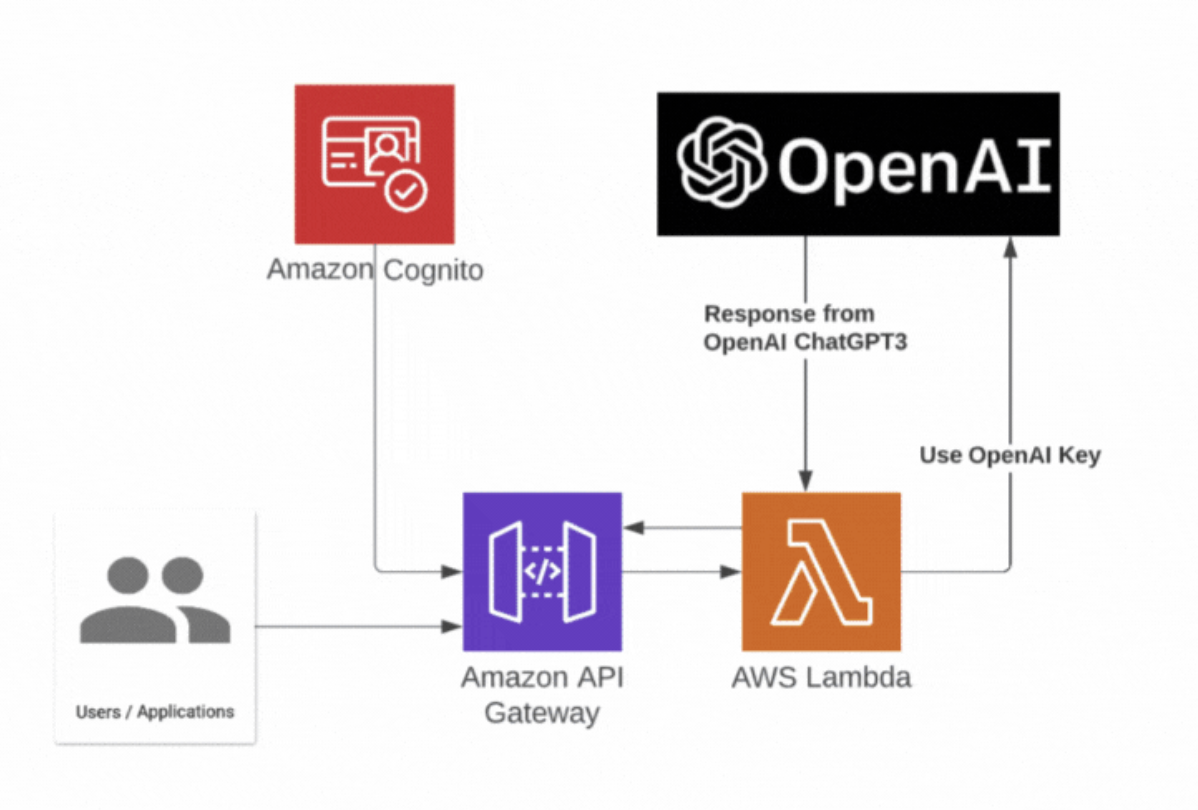 OpenAI
Amazon Cognito
Response from
OpenAI ChatGPT3
Use OpenAI Key
</>
Users / Applications
Amazon API
Gateway
AWS Lambda